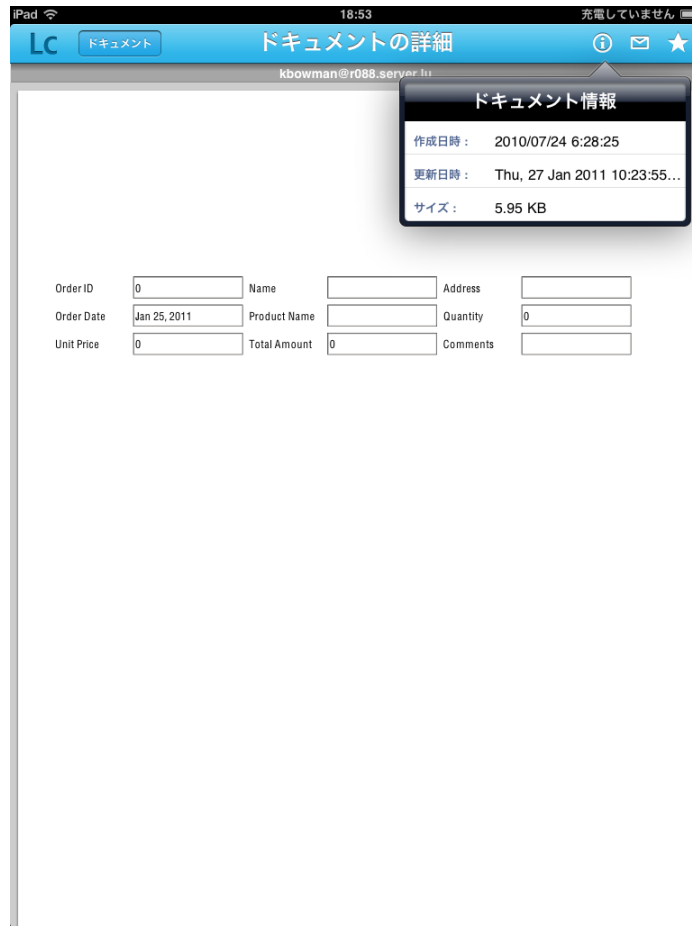 iPad 18:53 充電していません
LC ドキュメント ドキュメントの詳細
kbowman@r088.server.lu
ドキュメント情報
作成日時： 2010/07/24 6:28:25
更新日時： Thu, 27 Jan 2011 10:23:55...
サイズ： 5.95 KB
Order ID 0 Name Address
Order Date Jan 25, 2011 Product Name Quantity 0
Unit Price 0 Total Amount 0 Comments